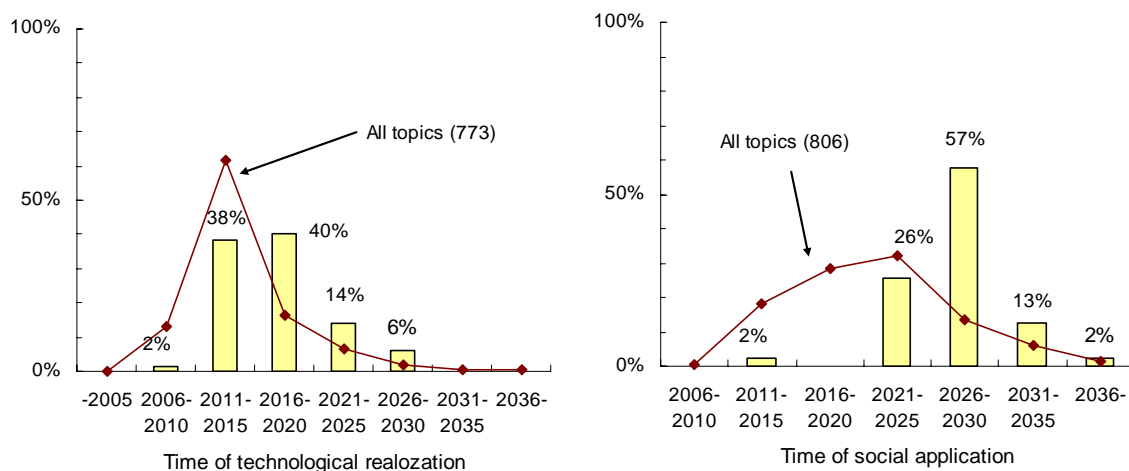 100%
50%
0%
All topics (773)
2%
38%
40%
14%
6%
-2005 2006- 2011- 2016- 2021- 2026- 2031- 2036-
2010 2015 2020 2025 2030 2035
Time of technological realozation
100%
50%
0%
All topics (806)
2%
26%
57%
13%
2%
2006- 2011- 2016- 2021- 2026- 2031- 2036-
2010 2015 2020 2025 2030 2035
Time of social application